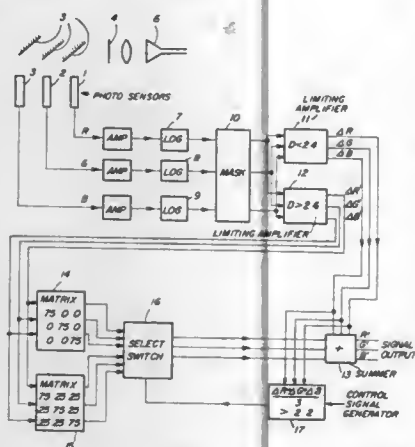 3 4 6
3 2 1
PHOTO SENSORS
R AMP LOG 7
G AMP LOG 8
B AMP LOG 9
10 MASK
LIMITING AMPLIFIER
11
D<2.4
ΔR
ΔG
ΔB
12
D>2.4
ΔR'
ΔG'
ΔB'
LIMITING AMPLIFIER
14
MATRIX
.75 0 0
0 .75 0
0 0 .75
16
SELECT SWITCH
MATRIX
.75 .25 .25
.25 .75 .25
.25 .25 .75
15
+
R'
G'
B'
SIGNAL OUTPUT
13 SUMMER
ΔR+ΔG+ΔB
3
> 2.2
17
CONTROL SIGNAL GENERATOR